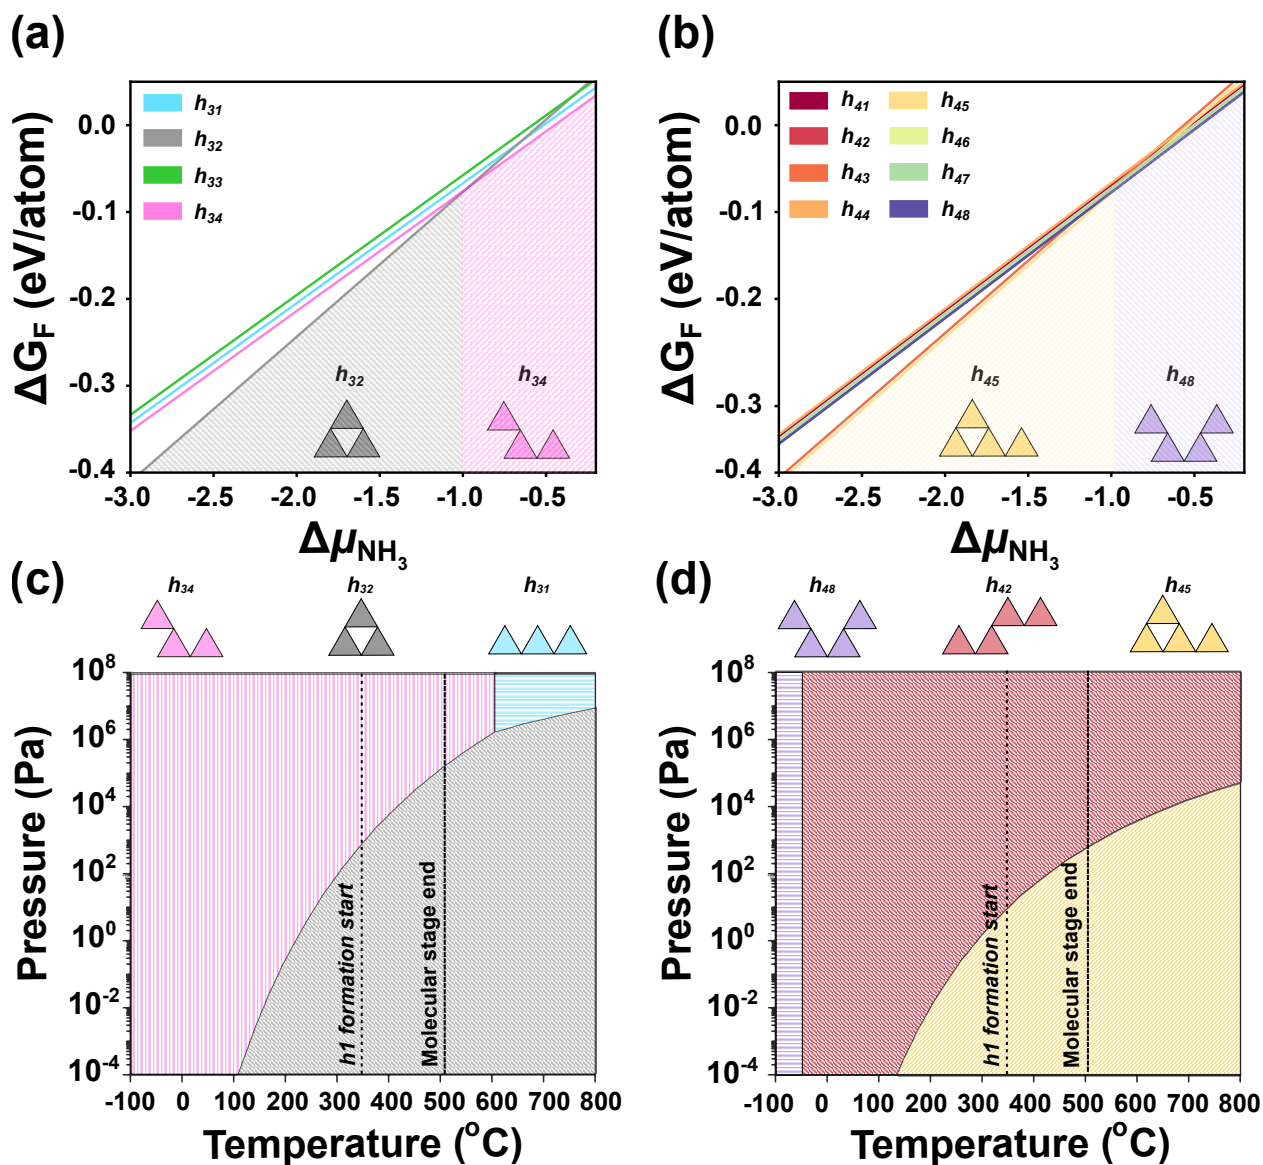 (a)
(b)
h31
h32
h33
h34
h41
h42
h43
h44
h45
h46
h47
h48
ΔGF (eV/atom)
0.0
-0.1
-0.2
-0.3
-0.4
h32
h34
-3.0 -2.5 -2.0 -1.5 -1.0 -0.5
ΔμNH3
ΔGF (eV/atom)
0.0
-0.1
-0.2
-0.3
-0.4
h45
h48
-3.0 -2.5 -2.0 -1.5 -1.0 -0.5
ΔμNH3
(c)
h34
h32
h31
Pressure (Pa)
10^8
10^6
10^4
10^2
10^0
10^-2
10^-4
h1 formation start
Molecular stage end
-100 0 100 200 300 400 500 600 700 800
Temperature (oC)
(d)
h48
h42
h45
Pressure (Pa)
10^8
10^6
10^4
10^2
10^0
10^-2
10^-4
h1 formation start
Molecular stage end
-100 0 100 200 300 400 500 600 700 800
Temperature (oC)